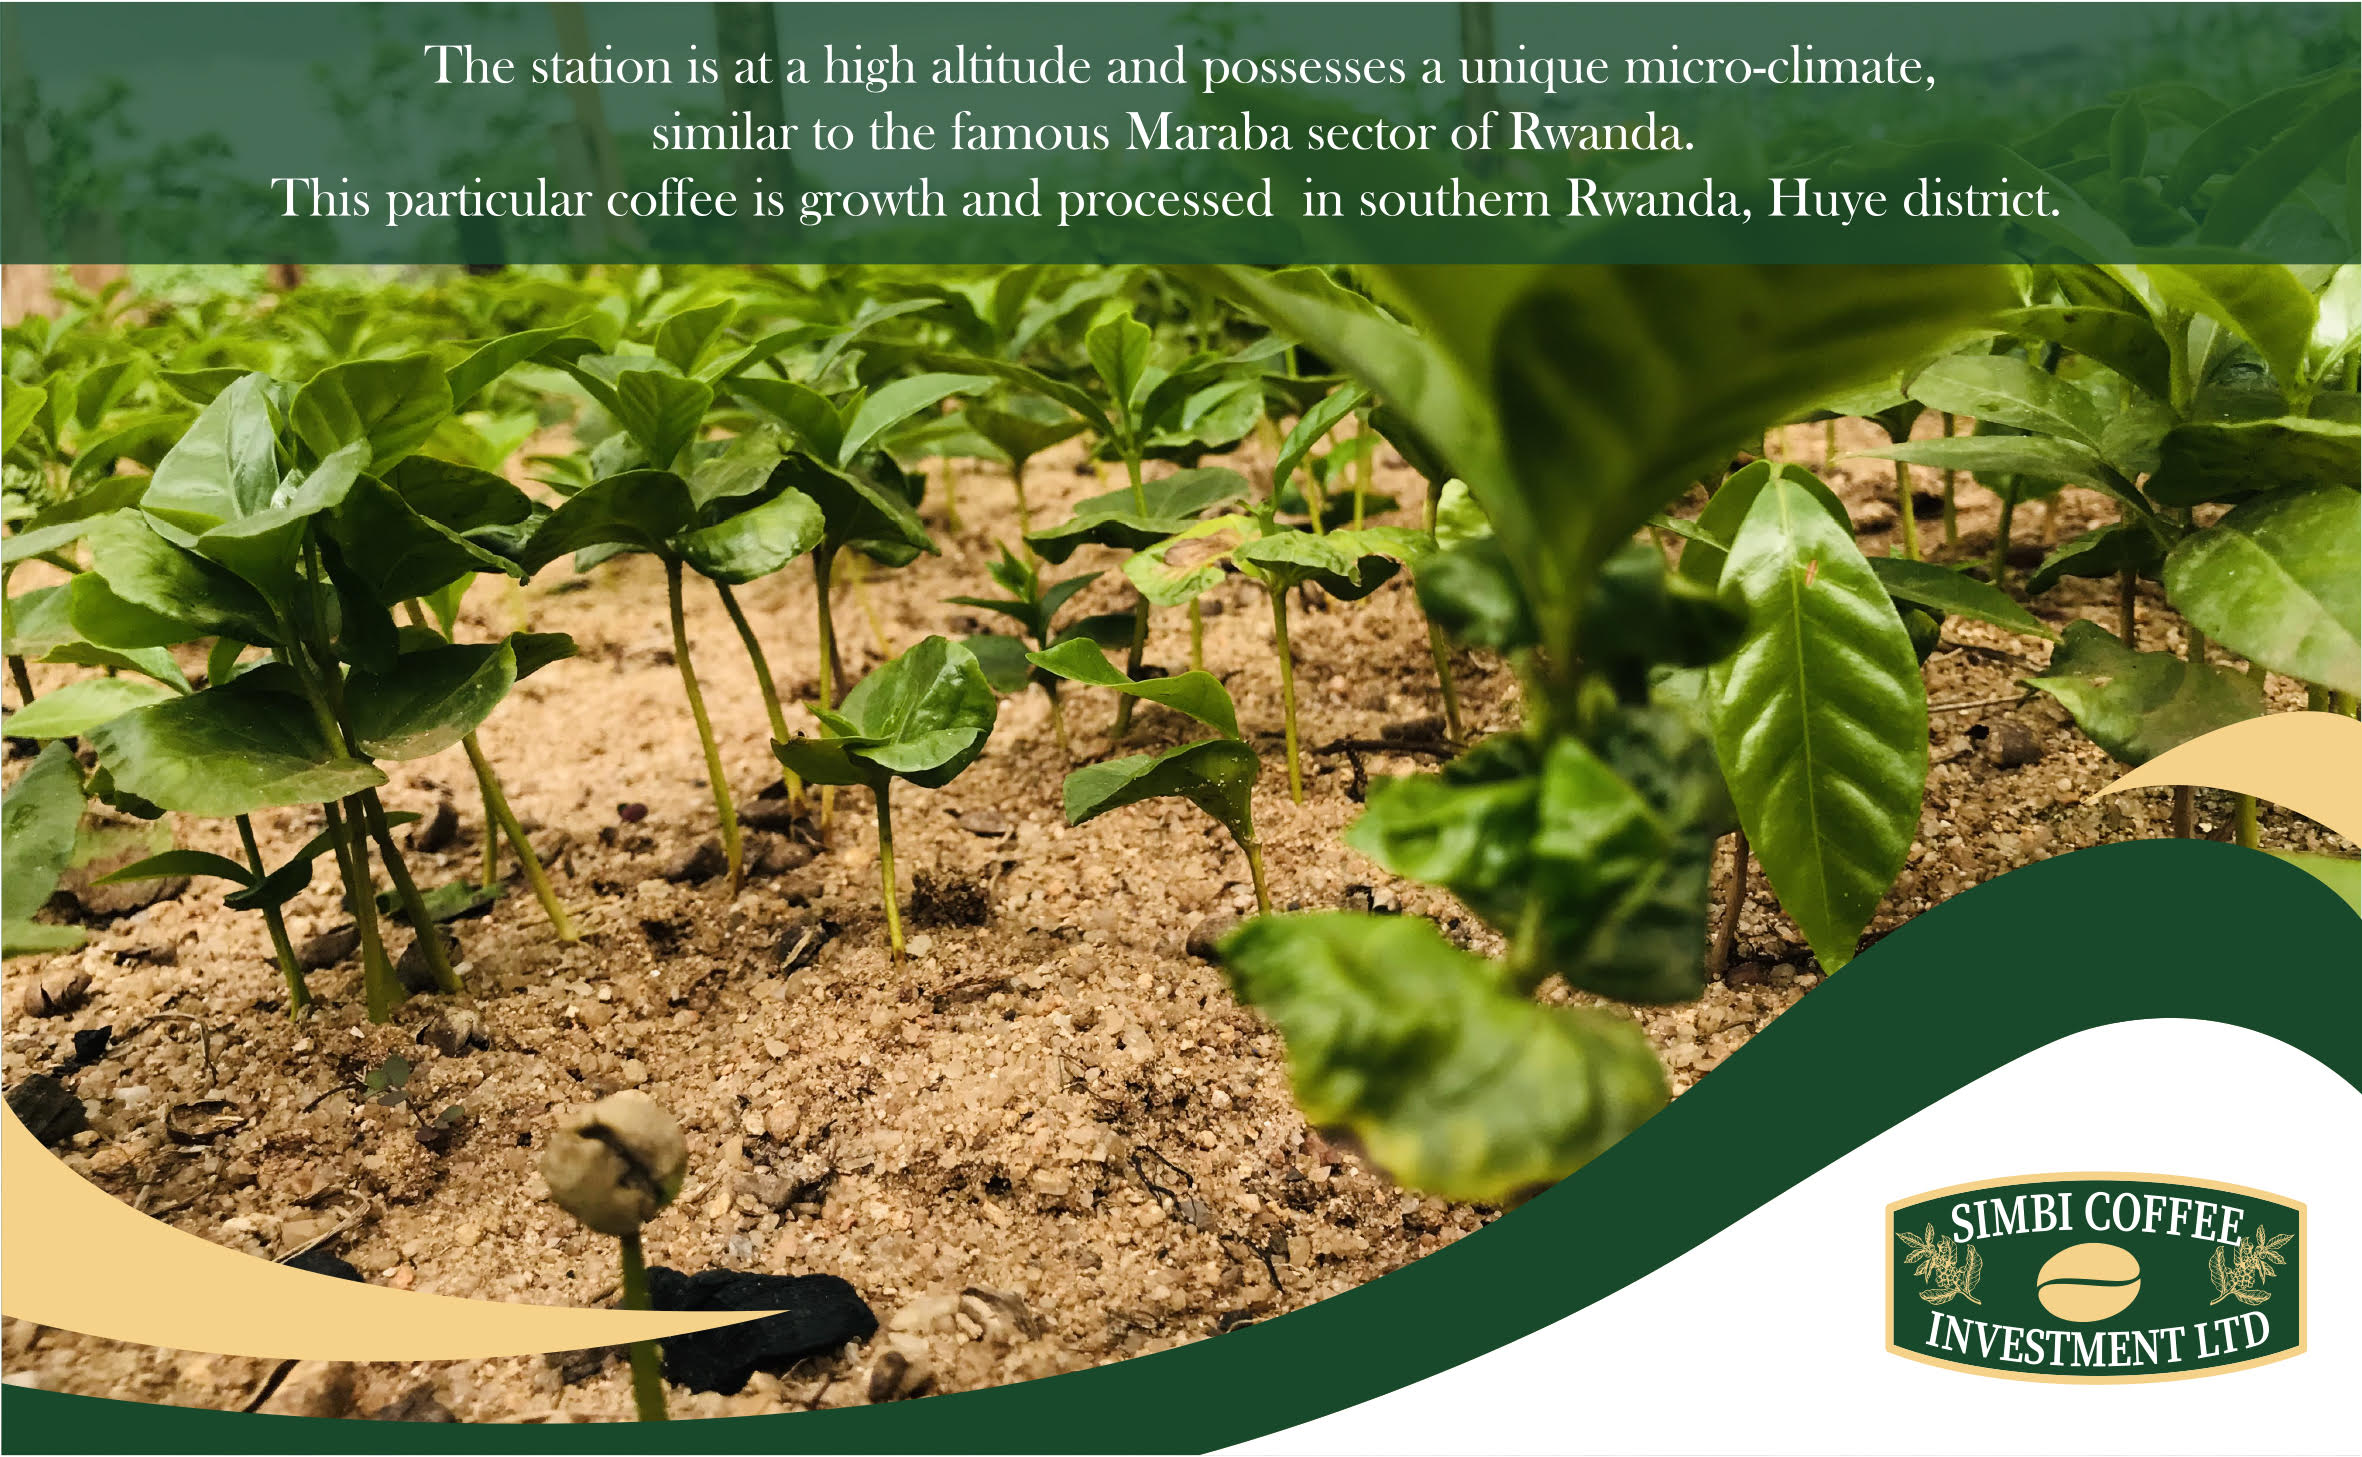 The station is at a high altitude and possesses a unique micro-climate,
similar to the famous Maraba sector of Rwanda.
This particular coffee is growth and processed  in southern Rwanda, Huye district.
SIMBI COFFEE
INVESTMENT LTD